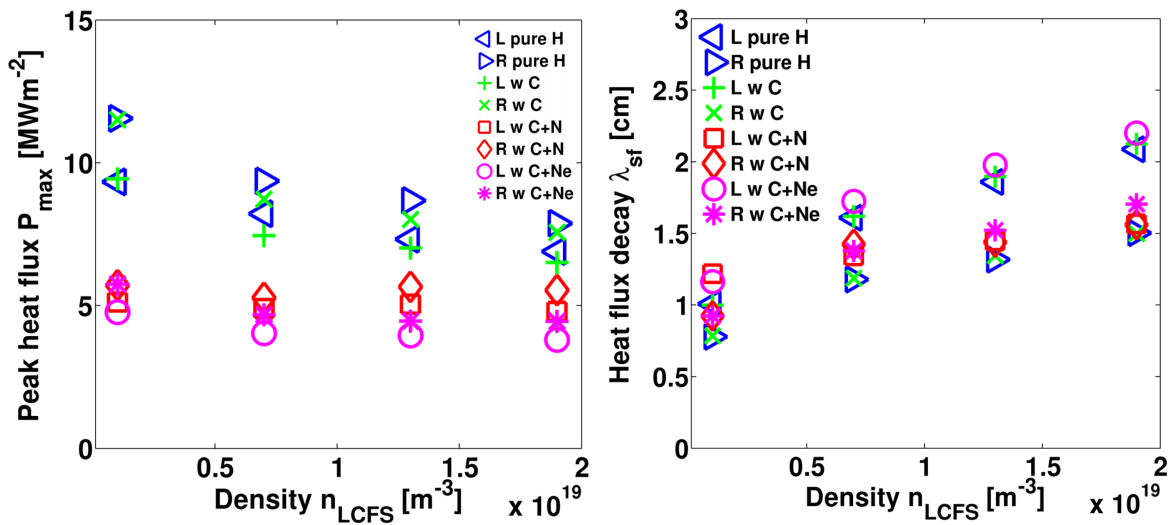 Peak heat flux P_max [MWm^-2]
15
10
5
0
L pure H
R pure H
L w C
R w C
L w C+N
R w C+N
L w C+Ne
R w C+Ne
0.5 1 1.5 2
Density n_LCFS [m^-3] x 10^19
Heat flux decay λ_sf [cm]
3
2.5
2
1.5
1
0.5
0
L pure H
R pure H
L w C
R w C
L w C+N
R w C+N
L w C+Ne
R w C+Ne
0.5 1 1.5 2
Density n_LCFS [m^-3] x 10^19